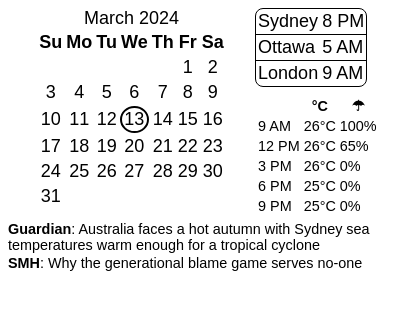 March 2024
Su Mo Tu We Th Fr Sa
1 2
3 4 5 6 7 8 9
10 11 12 13 14 15 16
17 18 19 20 21 22 23
24 25 26 27 28 29 30
31
Sydney 8 PM
Ottawa 5 AM
London 9 AM
°C ☂
9 AM 26°C 100%
12 PM 26°C 65%
3 PM 26°C 0%
6 PM 25°C 0%
9 PM 25°C 0%
Guardian: Australia faces a hot autumn with Sydney sea
temperatures warm enough for a tropical cyclone
SMH: Why the generational blame game serves no-one